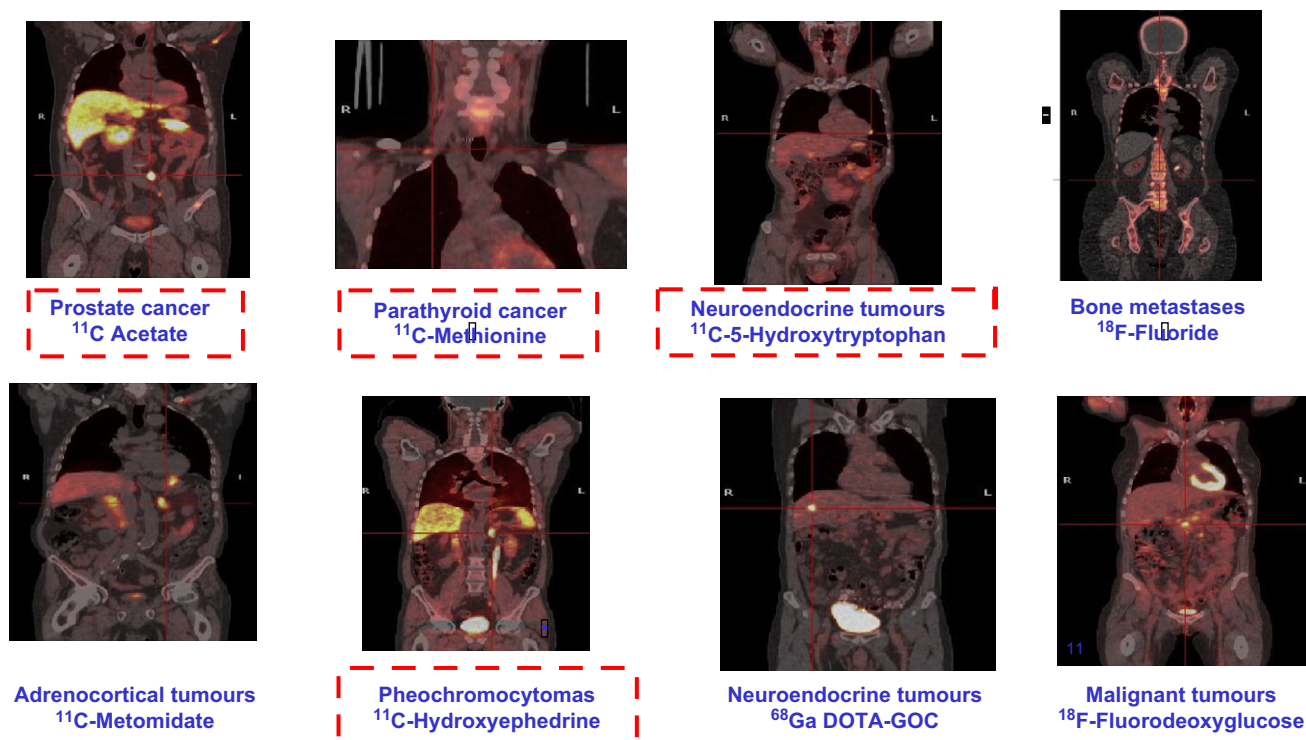 R
L
Prostate cancer
¹¹C Acetate
R
L
Parathyroid cancer
¹¹C-Methionine
R
L
Neuroendocrine tumours
¹¹C-5-Hydroxytryptophan
R
L
Bone metastases
¹⁸F-Fluoride
R
Adrenocortical tumours
¹¹C-Metomidate
R
L
Pheochromocytomas
¹¹C-Hydroxyephedrine
R
L
Neuroendocrine tumours
⁶⁸Ga DOTA-GOC
R
L
11
Malignant tumours
¹⁸F-Fluorodeoxyglucose